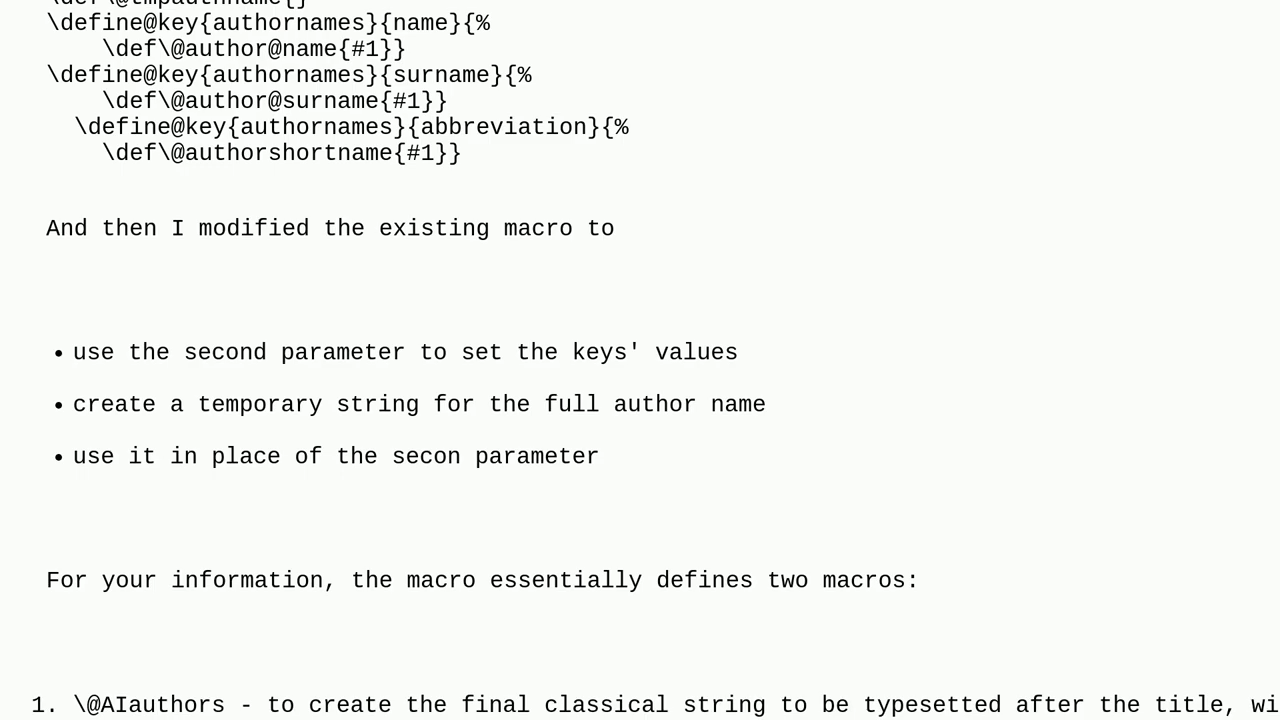 \def\@tmpauthname{}
\define@key{authornames}{name}{%
    \def\@author@name{#1}}
\define@key{authornames}{surname}{%
    \def\@author@surname{#1}}
  \define@key{authornames}{abbreviation}{%
    \def\@authorshortname{#1}}
And then I modified the existing macro to
• use the second parameter to set the keys' values
• create a temporary string for the full author name
• use it in place of the secon parameter
For your information, the macro essentially defines two macros:
1. \@AIauthors - to create the final classical string to be typesetted after the title, wi